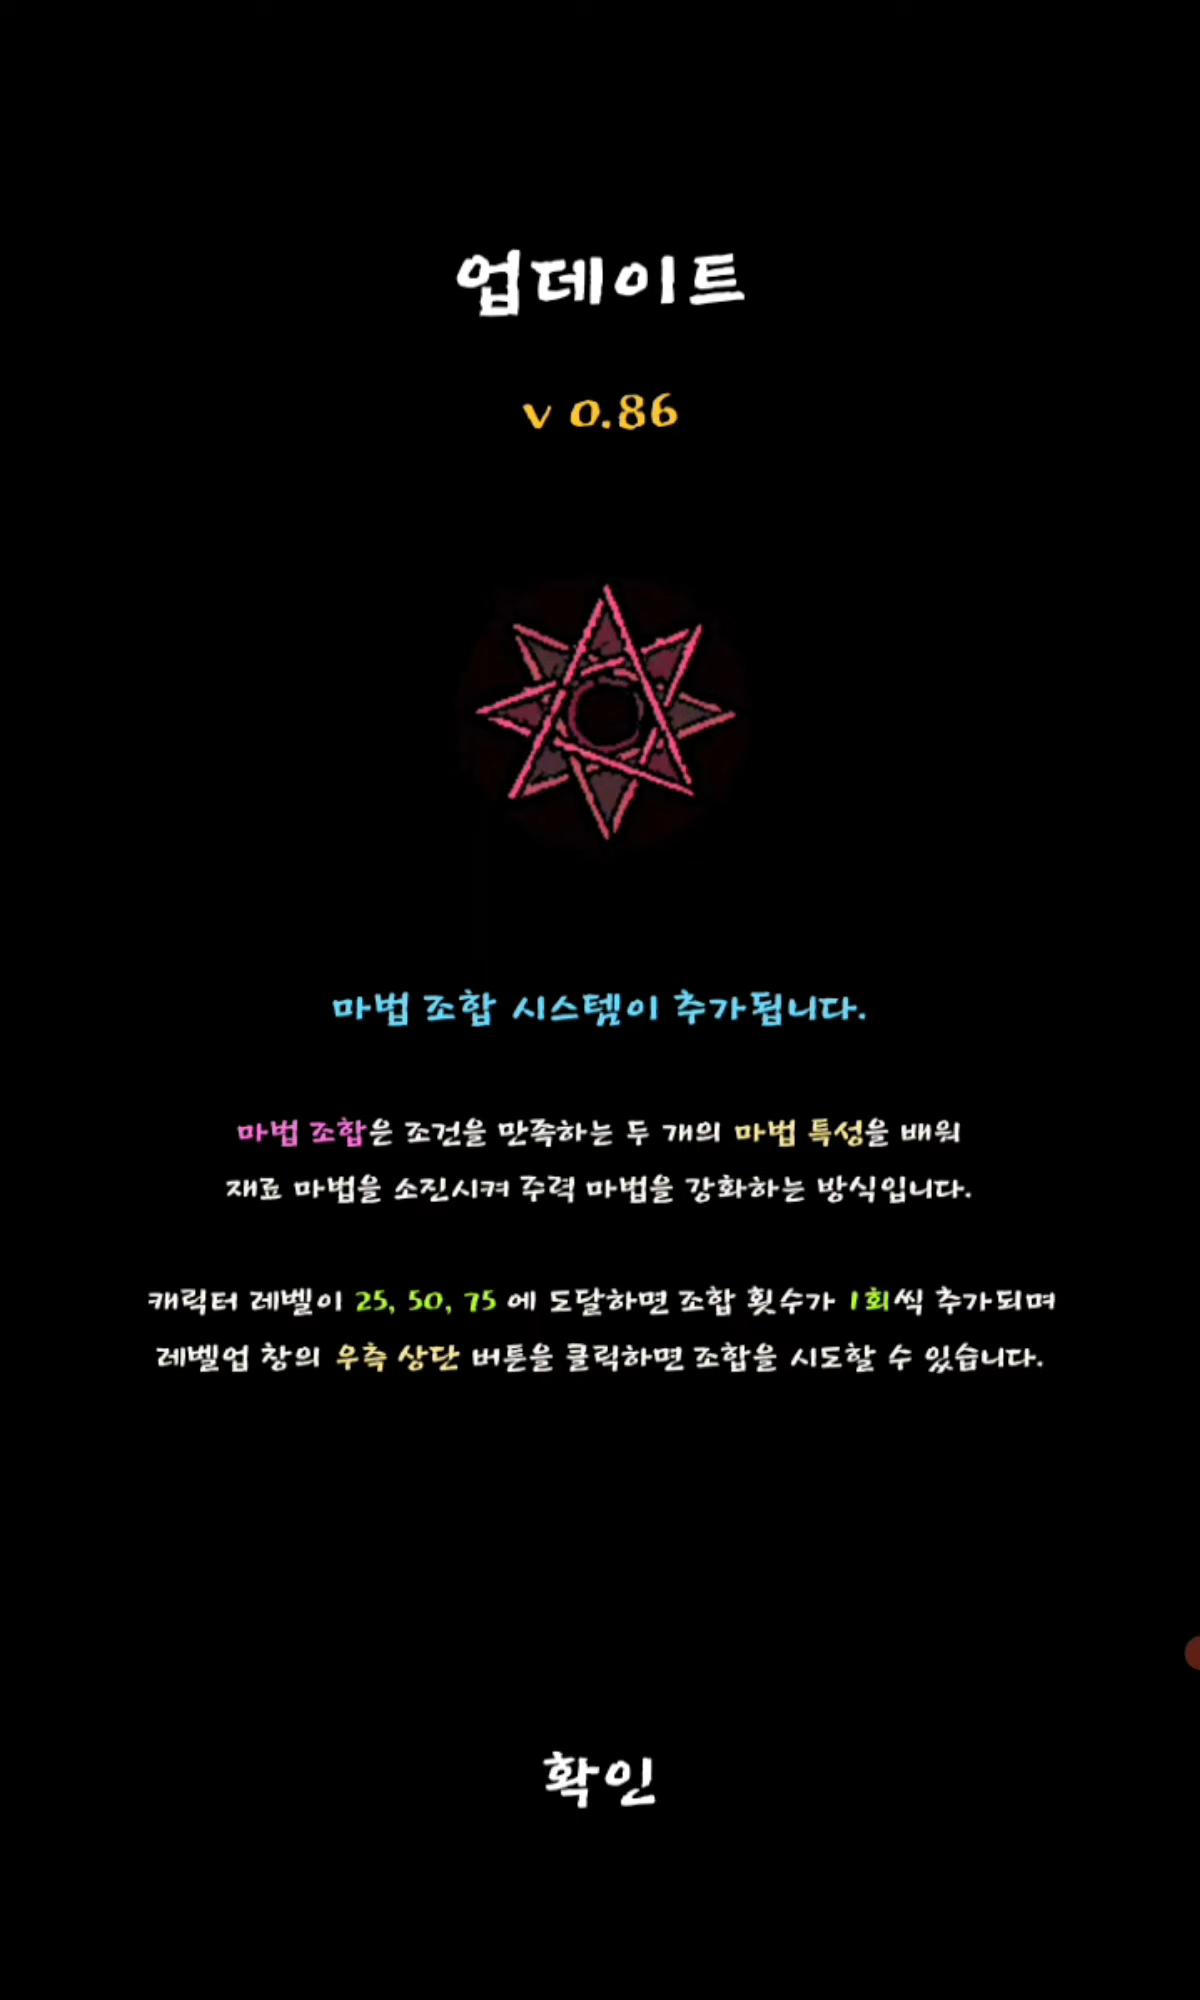 업데이트
v 0.86
마법 조합 시스템이 추가됩니다.
마법 조합은 조건을 만족하는 두 개의 마법 특성을 배워
재료 마법을 소진시켜 주력 마법을 강화하는 방식입니다.
캐릭터 레벨이 25, 50, 75 에 도달하면 조합 횟수가 1회씩 추가되며
레벨업 창의 우측 상단 버튼을 클릭하면 조합을 시도할 수 있습니다.
확인